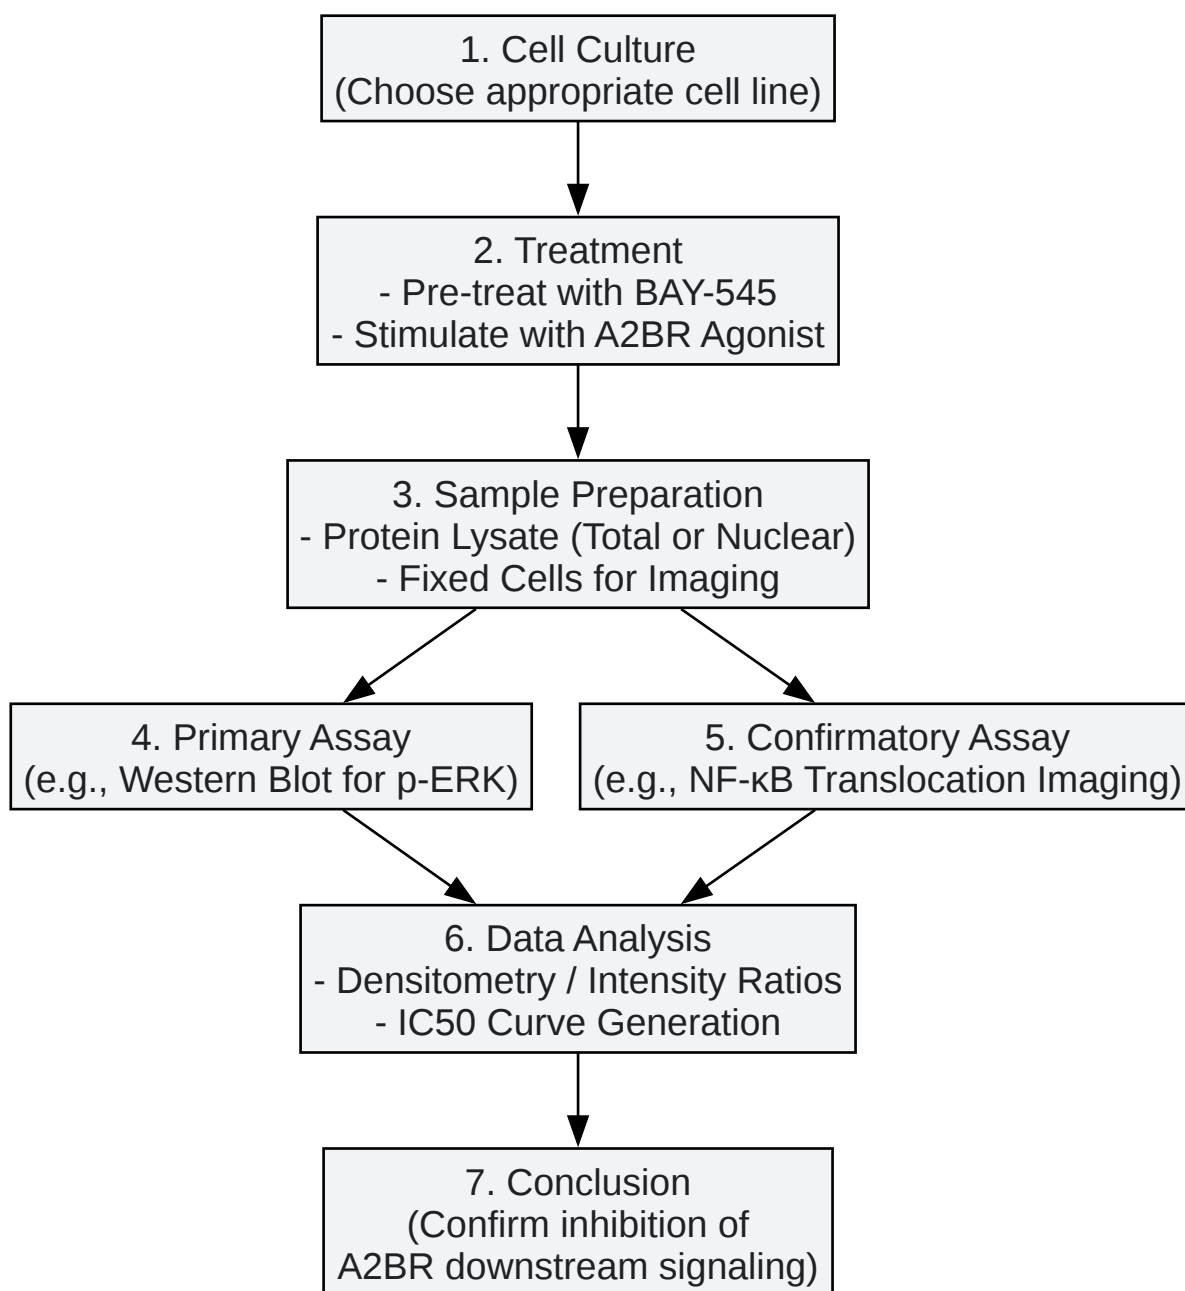 1. Cell Culture
(Choose appropriate cell line)
2. Treatment
- Pre-treat with BAY-545
- Stimulate with A2BR Agonist
3. Sample Preparation
- Protein Lysate (Total or Nuclear)
- Fixed Cells for Imaging
4. Primary Assay
(e.g., Western Blot for p-ERK)
5. Confirmatory Assay
(e.g., NF-κB Translocation Imaging)
6. Data Analysis
- Densitometry / Intensity Ratios
- IC50 Curve Generation
7. Conclusion
(Confirm inhibition of
A2BR downstream signaling)